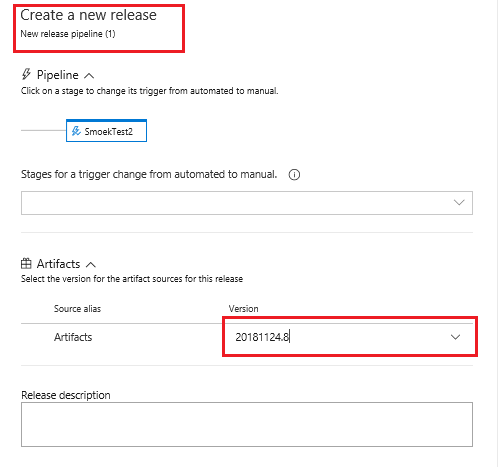 Create a new release
New release pipeline (1)
Pipeline
Click on a stage to change its trigger from automated to manual.
SmoekTest2
Stages for a trigger change from automated to manual.
Artifacts
Select the version for the artifact sources for this release
Source alias Version
Artifacts 20181124.8
Release description